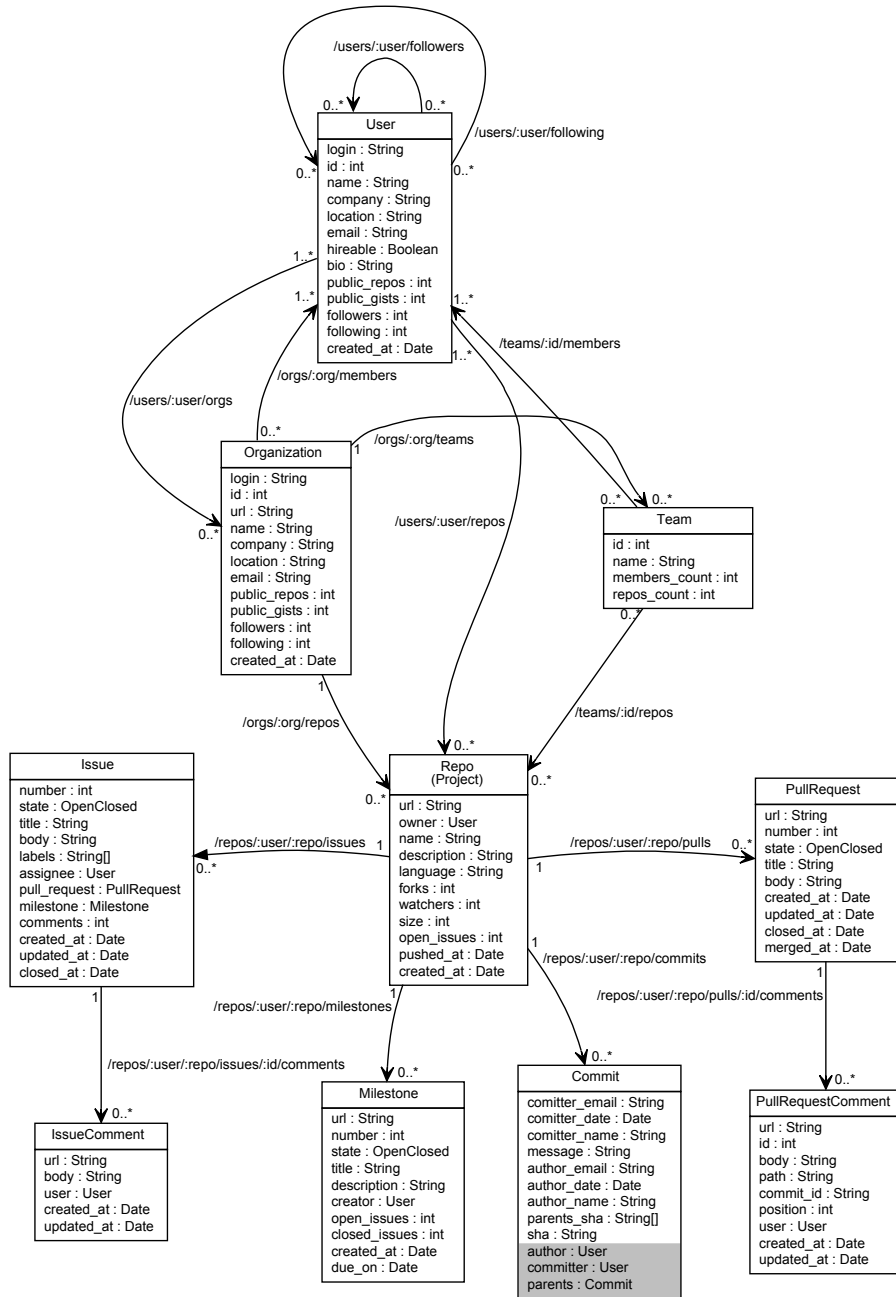 /users/:user/followers
0..*
0..*
/users/:user/following
0..*
0..*
User
login : String
id : int
name : String
company : String
location : String
email : String
hireable : Boolean
bio : String
public_repos : int
public_gists : int
followers : int
following : int
created_at : Date
1..*
1..*
1..*
1..*
/teams/:id/members
/orgs/:org/members
/users/:user/orgs
0..*
1
/orgs/:org/teams
0..*
0..*
0..*
Organization
login : String
id : int
url : String
name : String
company : String
location : String
email : String
public_repos : int
public_gists : int
followers : int
following : int
created_at : Date
/users/:user/repos
Team
id : int
name : String
members_count : int
repos_count : int
0..*
1
/orgs/:org/repos
/teams/:id/repos
0..*
0..*
0..*
Issue
number : int
state : OpenClosed
title : String
body : String
labels : String[]
assignee : User
pull_request : PullRequest
milestone : Milestone
comments : int
created_at : Date
updated_at : Date
closed_at : Date
/repos/:user/:repo/issues
1
0..*
Repo
(Project)
url : String
owner : User
name : String
description : String
language : String
forks : int
watchers : int
size : int
open_issues : int
pushed_at : Date
created_at : Date
/repos/:user/:repo/pulls
1
0..*
PullRequest
url : String
number : int
state : OpenClosed
title : String
body : String
created_at : Date
updated_at : Date
closed_at : Date
merged_at : Date
1
/repos/:user/:repo/commits
1
1
1
/repos/:user/:repo/milestones
/repos/:user/:repo/pulls/:id/comments
/repos/:user/:repo/issues/:id/comments
0..*
0..*
0..*
0..*
IssueComment
url : String
body : String
user : User
created_at : Date
updated_at : Date
Milestone
url : String
number : int
state : OpenClosed
title : String
description : String
creator : User
open_issues : int
closed_issues : int
created_at : Date
due_on : Date
Commit
comitter_email : String
comitter_date : Date
comitter_name : String
message : String
author_email : String
author_date : Date
author_name : String
parents_sha : String[]
sha : String
author : User
committer : User
parents : Commit
PullRequestComment
url : String
id : int
body : String
path : String
commit_id : String
position : int
user : User
created_at : Date
updated_at : Date